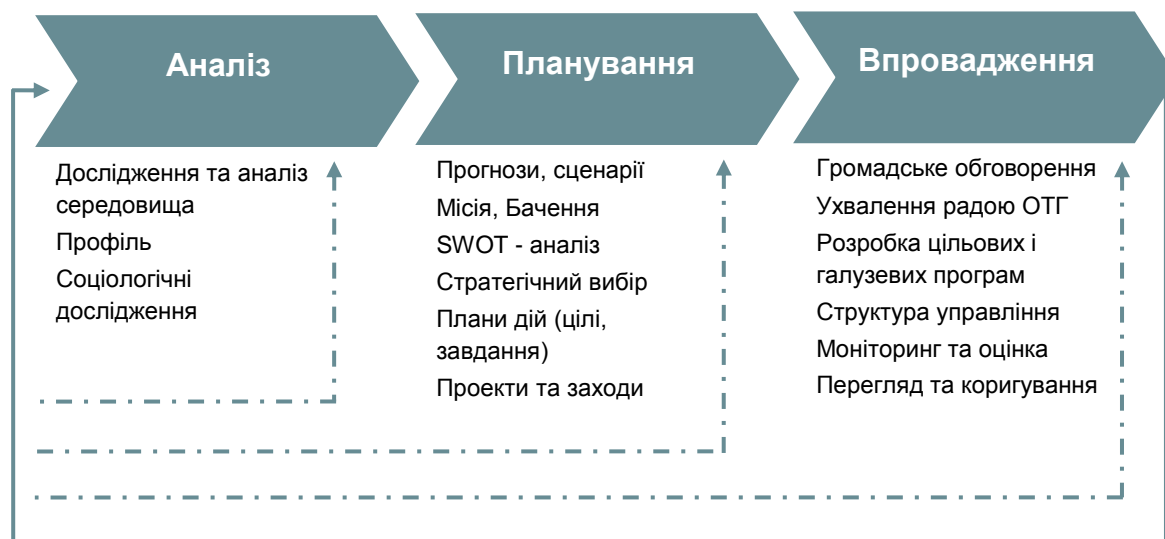 Аналіз
Планування
Впровадження
Дослідження та аналіз
середовища
Профіль
Соціологічні
дослідження
Прогнози, сценарії
Місія, Бачення
SWOT - аналіз
Стратегічний вибір
Плани дій (цілі,
завдання)
Проекти та заходи
Громадське обговорення
Ухвалення радою ОТГ
Розробка цільових і
галузевих програм
Структура управління
Моніторинг та оцінка
Перегляд та коригування